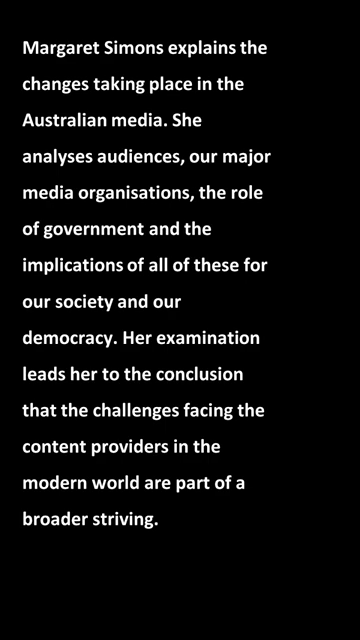 Margaret Simons explains the
changes taking place in the
Australian media. She
analyses audiences, our major
media organisations, the role
of government and the
implications of all of these for
our society and our
democracy. Her examination
leads her to the conclusion
that the challenges facing the
content providers in the
modern world are part of a
broader striving.